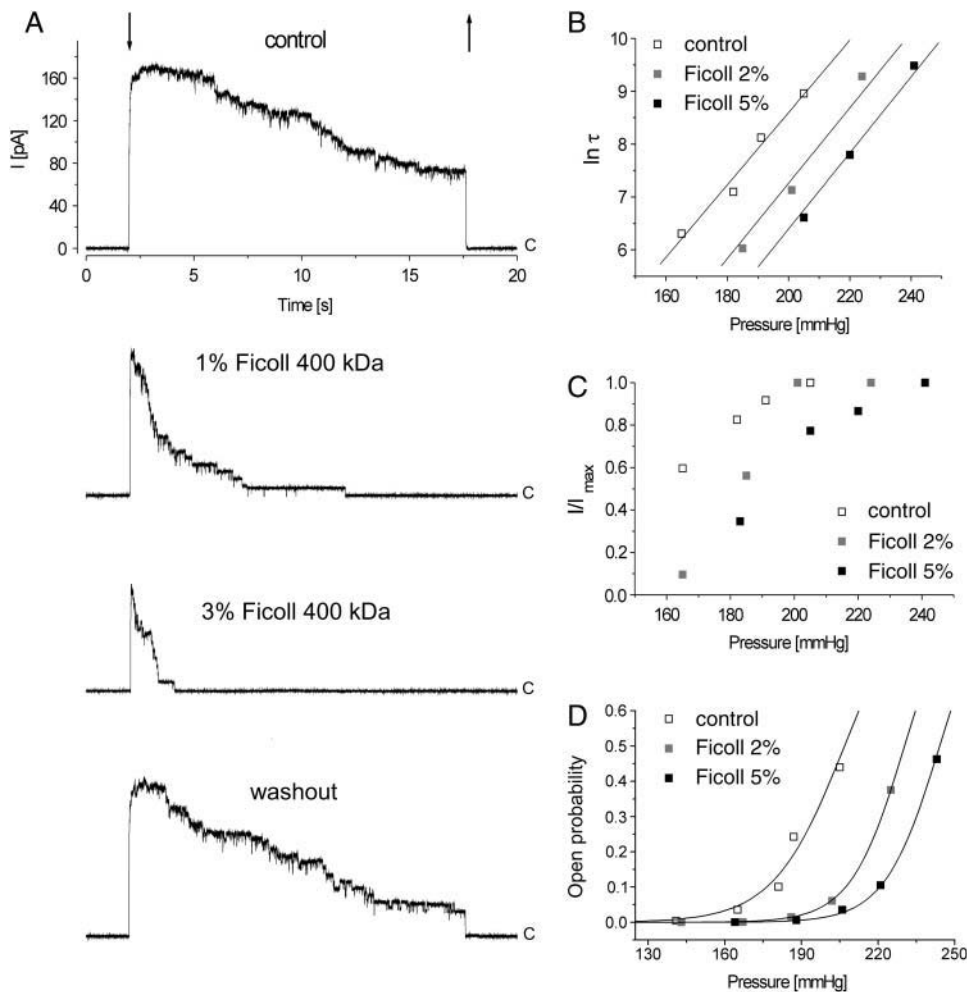 A
control
I [pA]
160
120
80
40
0
C
0 5 10 15 20
Time [s]
1% Ficoll 400 kDa
C
3% Ficoll 400 kDa
C
washout
C
B
control
Ficoll 2%
Ficoll 5%
ln τ
10
9
8
7
6
160 180 200 220 240
Pressure [mmHg]
C
I/Imax
1.0
0.8
0.6
0.4
0.2
0.0
control
Ficoll 2%
Ficoll 5%
160 180 200 220 240
Pressure [mmHg]
D
control
Ficoll 2%
Ficoll 5%
Open probability
0.6
0.5
0.4
0.3
0.2
0.1
0.0
130 160 190 220 250
Pressure [mmHg]